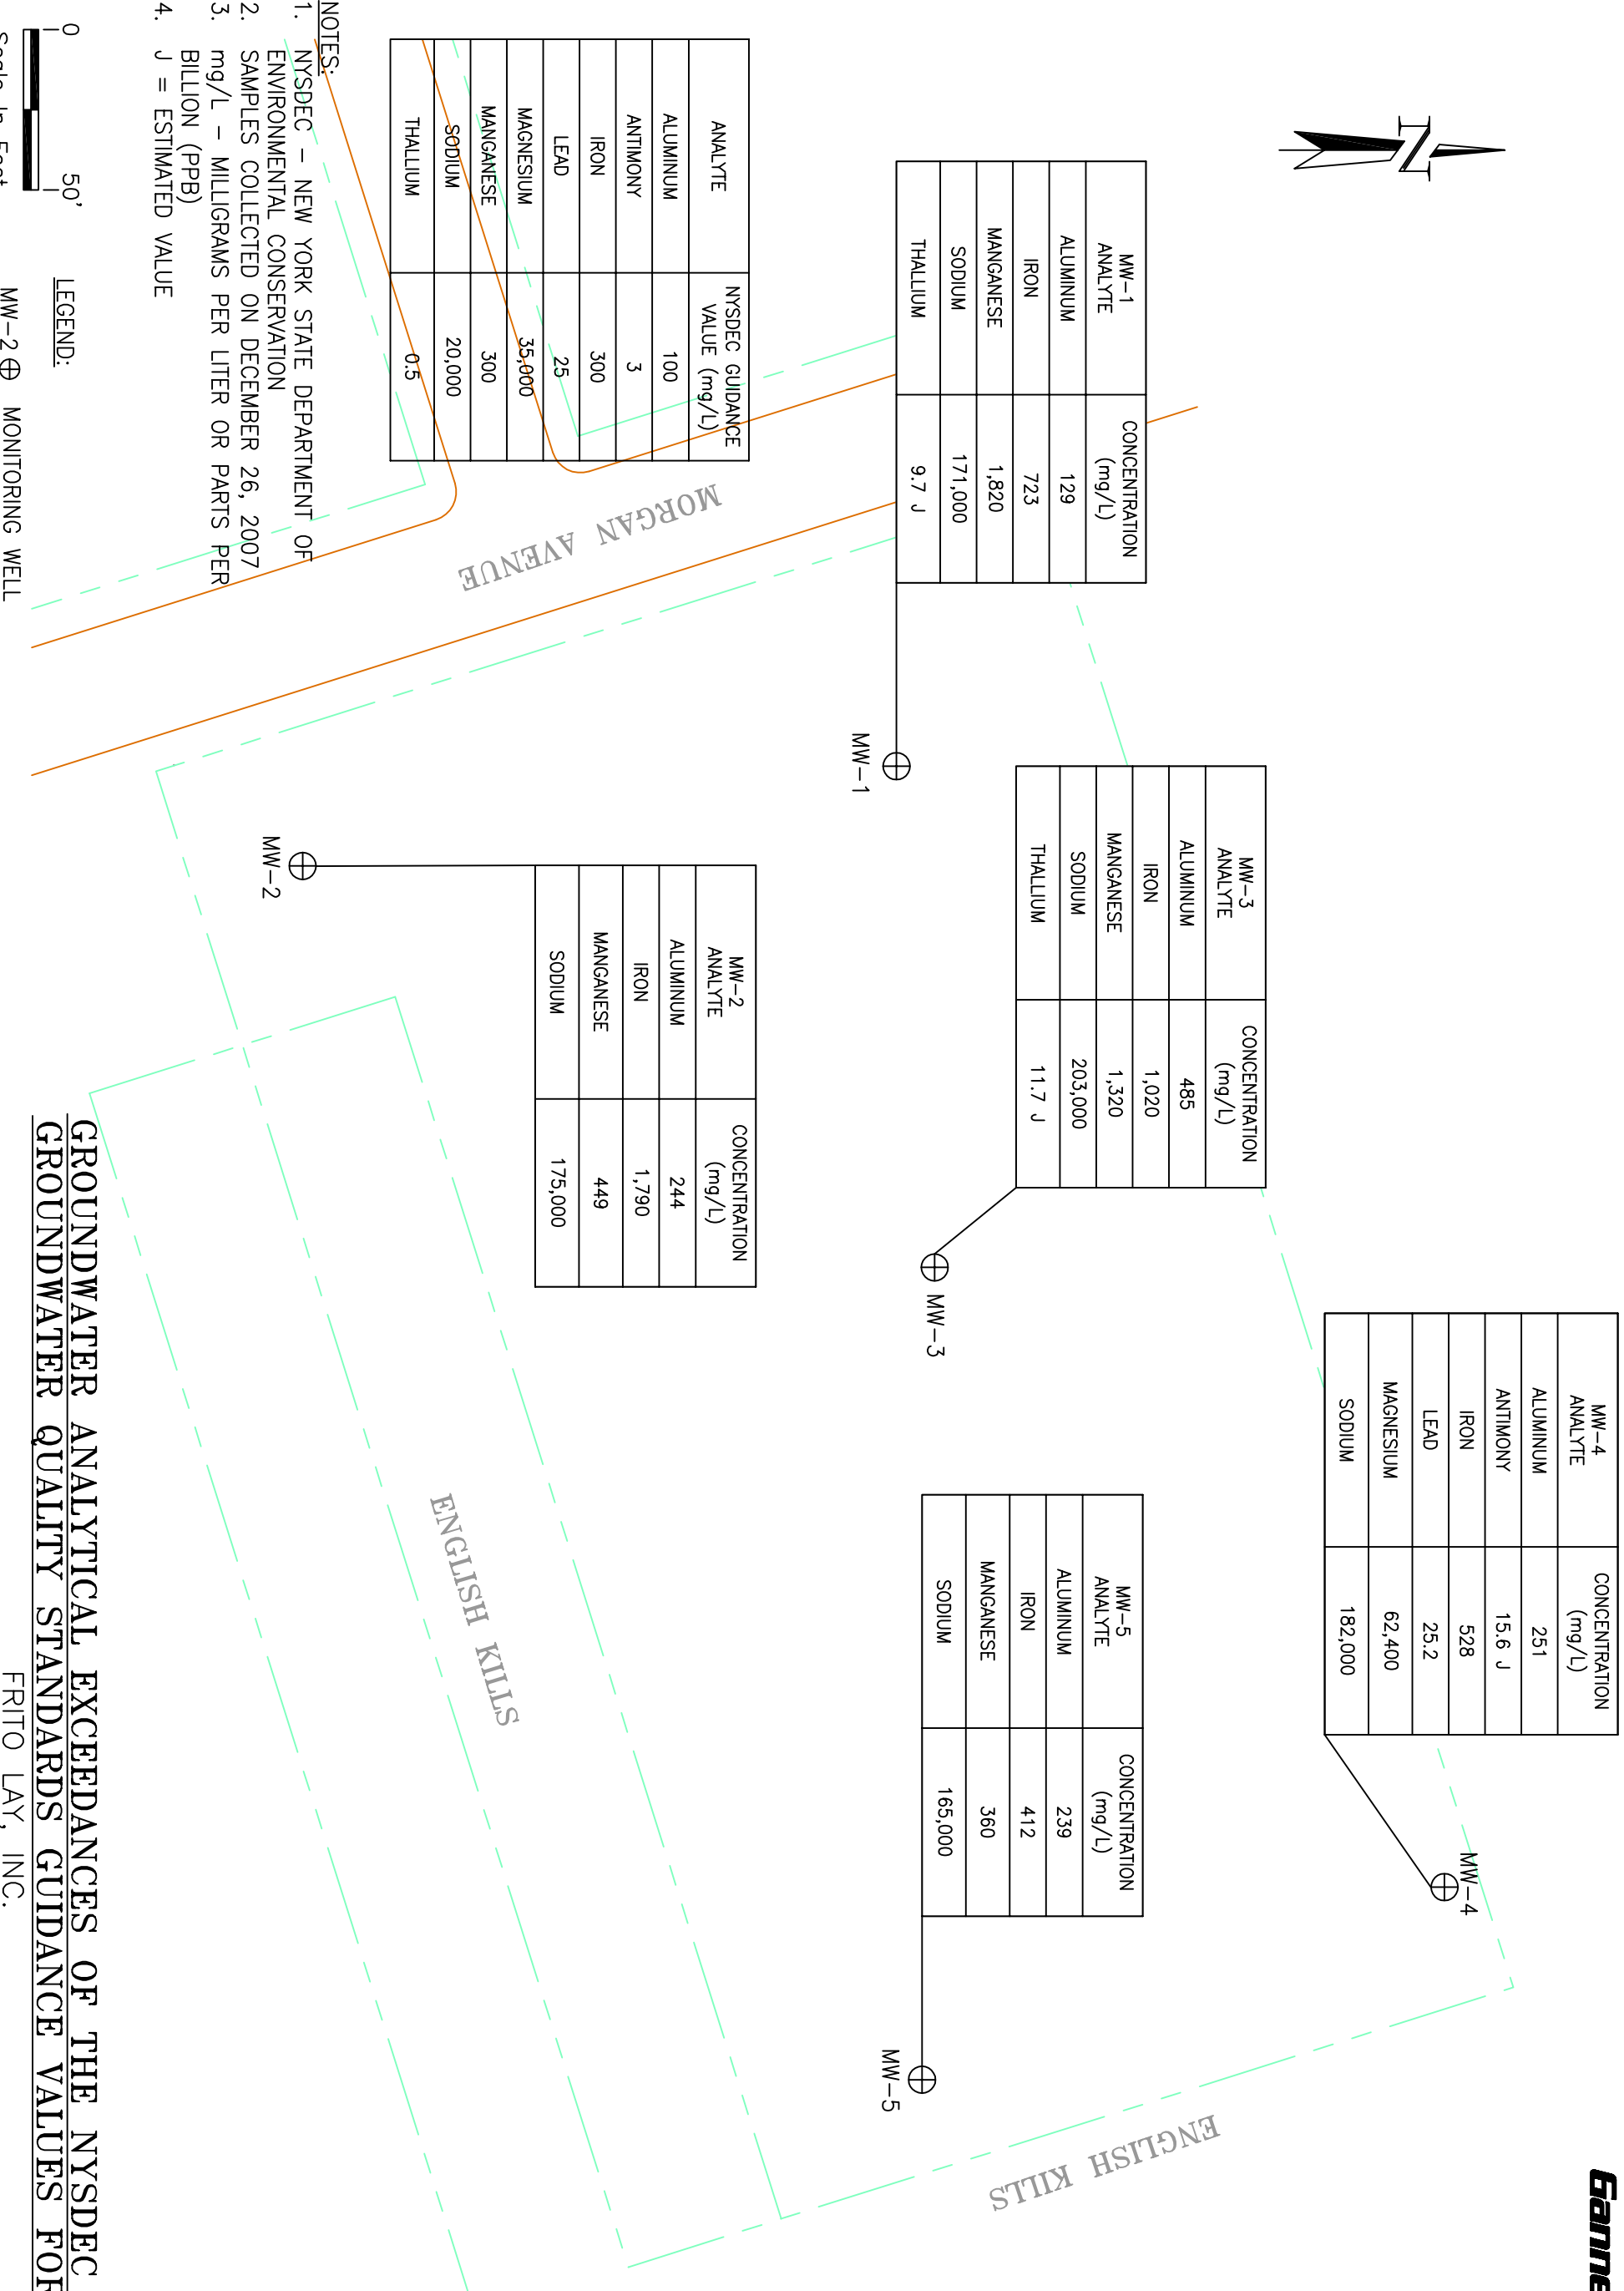 Ganne
N
MW-4
ANALYTE
CONCENTRATION
(mg/L)
ALUMINUM 251
ANTIMONY 15.6 J
IRON 528
LEAD 25.2
MAGNESIUM 62,400
SODIUM 182,000
MW-4
MW-3
ANALYTE
CONCENTRATION
(mg/L)
ALUMINUM 485
IRON 1,020
MANGANESE 1,320
SODIUM 203,000
THALLIUM 11.7 J
MW-3
MW-1
ANALYTE
CONCENTRATION
(mg/L)
ALUMINUM 129
IRON 723
MANGANESE 1,820
SODIUM 171,000
THALLIUM 9.7 J
MW-1
MW-5
ANALYTE
CONCENTRATION
(mg/L)
ALUMINUM 239
IRON 412
MANGANESE 360
SODIUM 165,000
MW-5
ENGLISH KILLS
MW-2
ANALYTE
CONCENTRATION
(mg/L)
ALUMINUM 244
IRON 1,790
MANGANESE 449
SODIUM 175,000
MW-2
ANALYTE
NYSDEC GUIDANCE
VALUE (mg/L)
ALUMINUM 100
ANTIMONY 3
IRON 300
LEAD 25
MAGNESIUM 35,000
MANGANESE 300
SODIUM 20,000
THALLIUM 0.5
MORGAN AVENUE
ENGLISH KILLS
NOTES:
1. NYSDEC - NEW YORK STATE DEPARTMENT OF
ENVIRONMENTAL CONSERVATION
2. SAMPLES COLLECTED ON DECEMBER 26, 2007
3. mg/L - MILLIGRAMS PER LITER OR PARTS PER
BILLION (PPB)
4. J = ESTIMATED VALUE
0 50'
Scale In Feet
LEGEND:
MW-2 MONITORING WELL
GROUNDWATER ANALYTICAL EXCEEDANCES OF THE NYSDEC
GROUNDWATER QUALITY STANDARDS GUIDANCE VALUES FOR
FRITO LAY, INC.